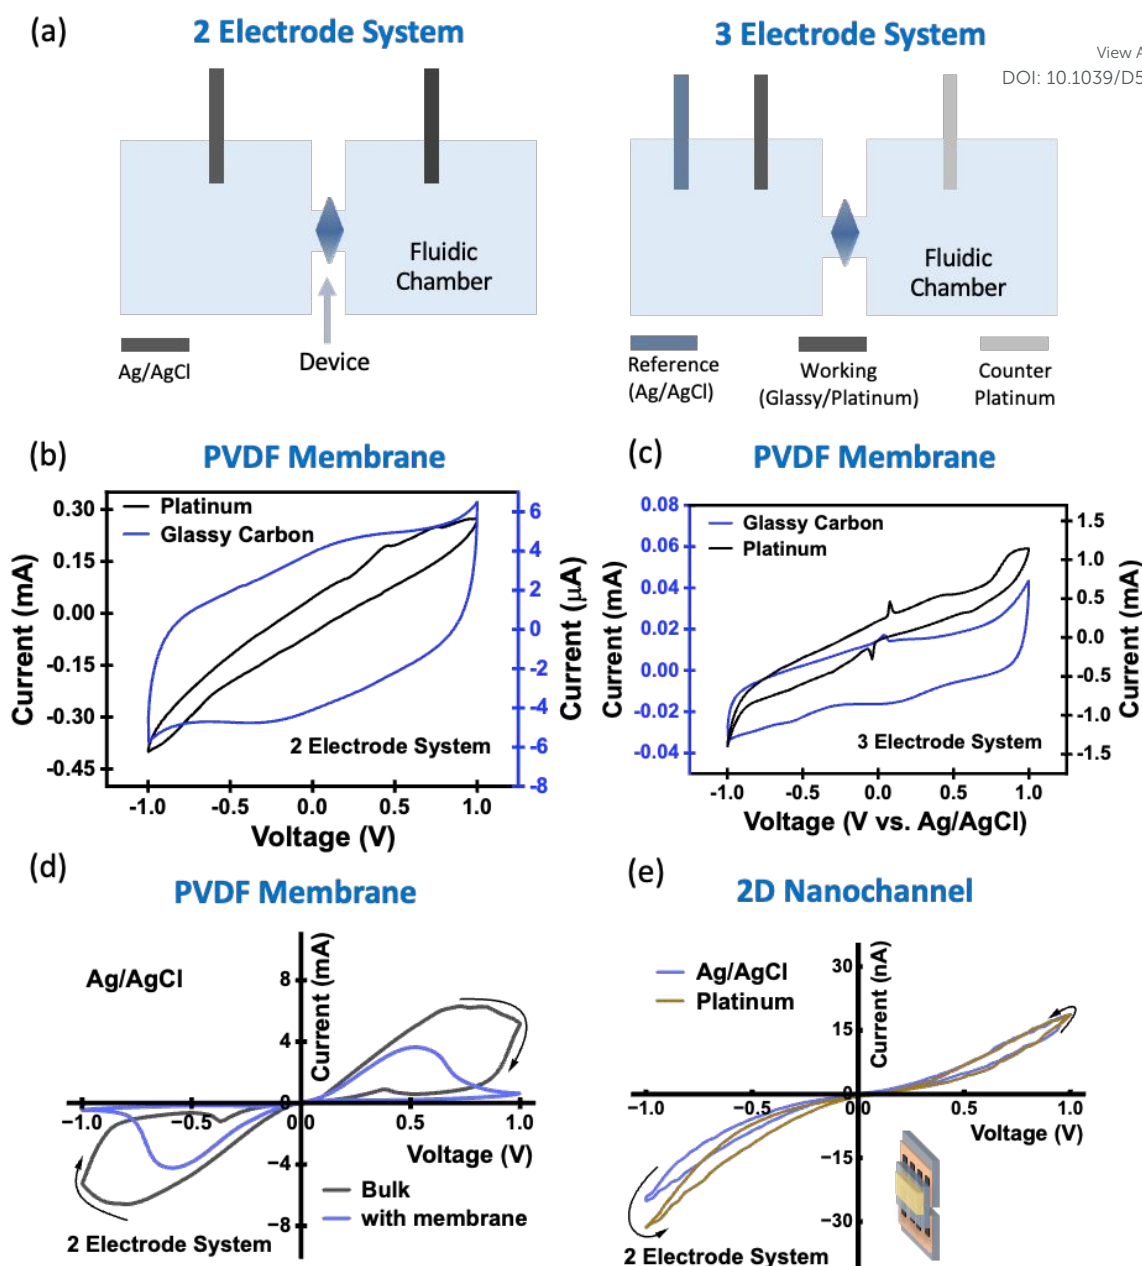 (a)
2 Electrode System
3 Electrode System
View A
DOI: 10.1039/D5
Fluidic
Chamber
Device
Ag/AgCl
Fluidic
Chamber
Reference
(Ag/AgCl)
Working
(Glassy/Platinum)
Counter
Platinum
(b)
PVDF Membrane
Platinum
Glassy Carbon
0.30
0.15
0.00
-0.15
-0.30
-0.45
Current (mA)
6
4
2
0
-2
-4
-6
-8
Current (μA)
2 Electrode System
-1.0 -0.5 0.0 0.5 1.0
Voltage (V)
(c)
PVDF Membrane
Glassy Carbon
Platinum
0.08
0.06
0.04
0.02
0.00
-0.02
-0.04
Current (mA)
1.5
1.0
0.5
0.0
-0.5
-1.0
-1.5
Current (mA)
3 Electrode System
-1.0 -0.5 0.0 0.5 1.0
Voltage (V vs. Ag/AgCl)
(d)
PVDF Membrane
Ag/AgCl
Current (mA)
8
4
0
−4
−8
−1.0 −0.5 0.0 0.5 1.0
Voltage (V)
Bulk
with membrane
2 Electrode System
(e)
2D Nanochannel
Ag/AgCl
Platinum
Current (nA)
30
15
0
−15
−30
−1.0 −0.5 0.0 0.5 1.0
Voltage (V)
2 Electrode System